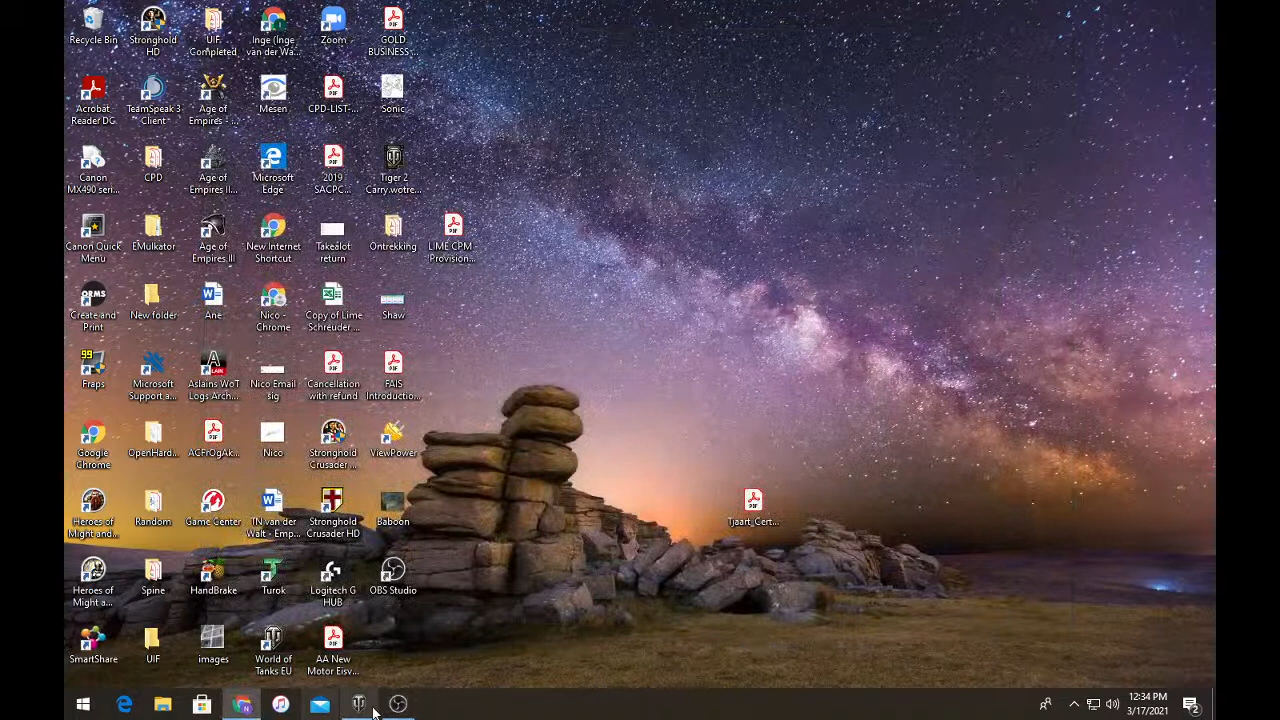 Recycle Bin
Stronghold
HD
UIF
Completed
Inge (Inge
van der Wa...
Zoom
GOLD
BUSINESS ...
Acrobat
Reader DC
TeamSpeak 3
Client
Age of
Empires - ...
Mesen
CPD-LIST-...
Sonic
Canon
MX490 seri...
CPD
Age of
Empires II...
Microsoft
Edge
2019
SACPC...
Tiger 2
Carry.wotre...
Canon Quick
Menu
EMulkator
Age of
Empires III
New Internet
Shortcut
Takealot
return
Ontrekking
LIME CPM -
Provision...
ORMS
Create and
Print
New folder
Ane
Nico -
Chrome
Copy of Lime
Schreuder ...
Shaw
99
Fraps
Microsoft
Support a...
A
LAIN
Aslains WoT
Logs Arch...
Nico Email
sig
Cancellation
with refund
FAIS
Introductio...
Google
Chrome
OpenHard...
ACFrOgAk...
Nico
Stronghold
Crusader ...
ViewPower
Heroes of
Might and...
Random
Game Center
TN van der
Walt - Emp...
Stronghold
Crusader HD
Baboon
Tjaart_Cert...
Heroes of
Might a...
Spine
HandBrake
Turok
Logitech G
HUB
OBS Studio
SmartShare
UIF
images
World of
Tanks EU
AA New
Motor Eisv...
12:34 PM
3/17/2021
2